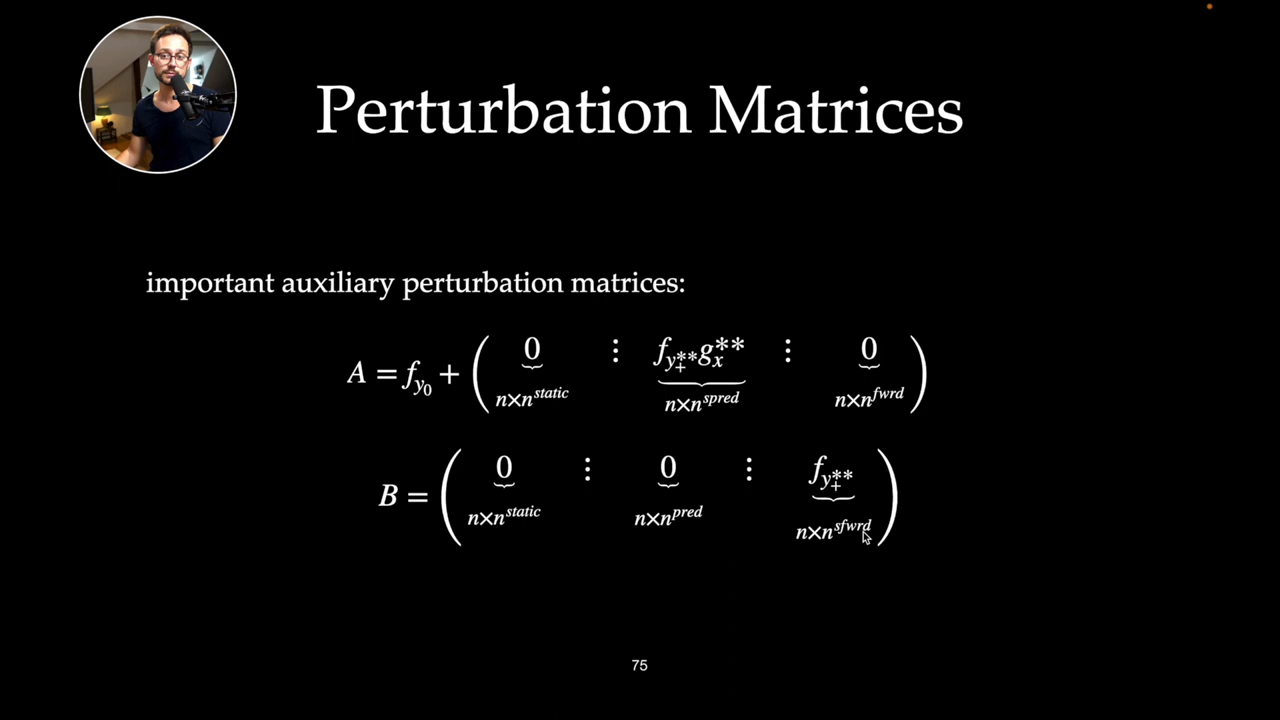 Perturbation Matrices
important auxiliary perturbation matrices:
A = f_{y_0} + ( 0 ⋮ f_{y_+^{**}} g_x^{**} ⋮ 0 )
n×n^{static} n×n^{spred} n×n^{fwrd}
B = ( 0 ⋮ 0 ⋮ f_{y_+^{**}} )
n×n^{static} n×n^{pred} n×n^{sfwrd}
75